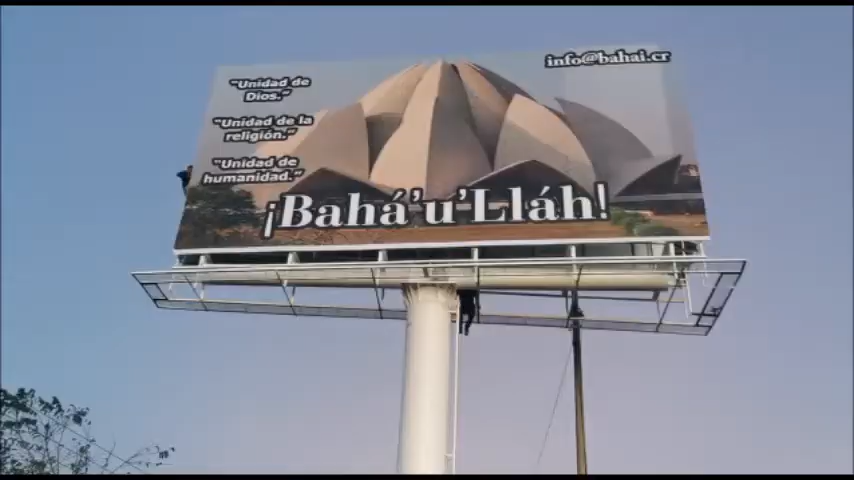 info@bahai.cr
"Unidad de
Dios."
"Unidad de la
religión."
"Unidad de
humanidad."
¡Bahá'u'Lláh!